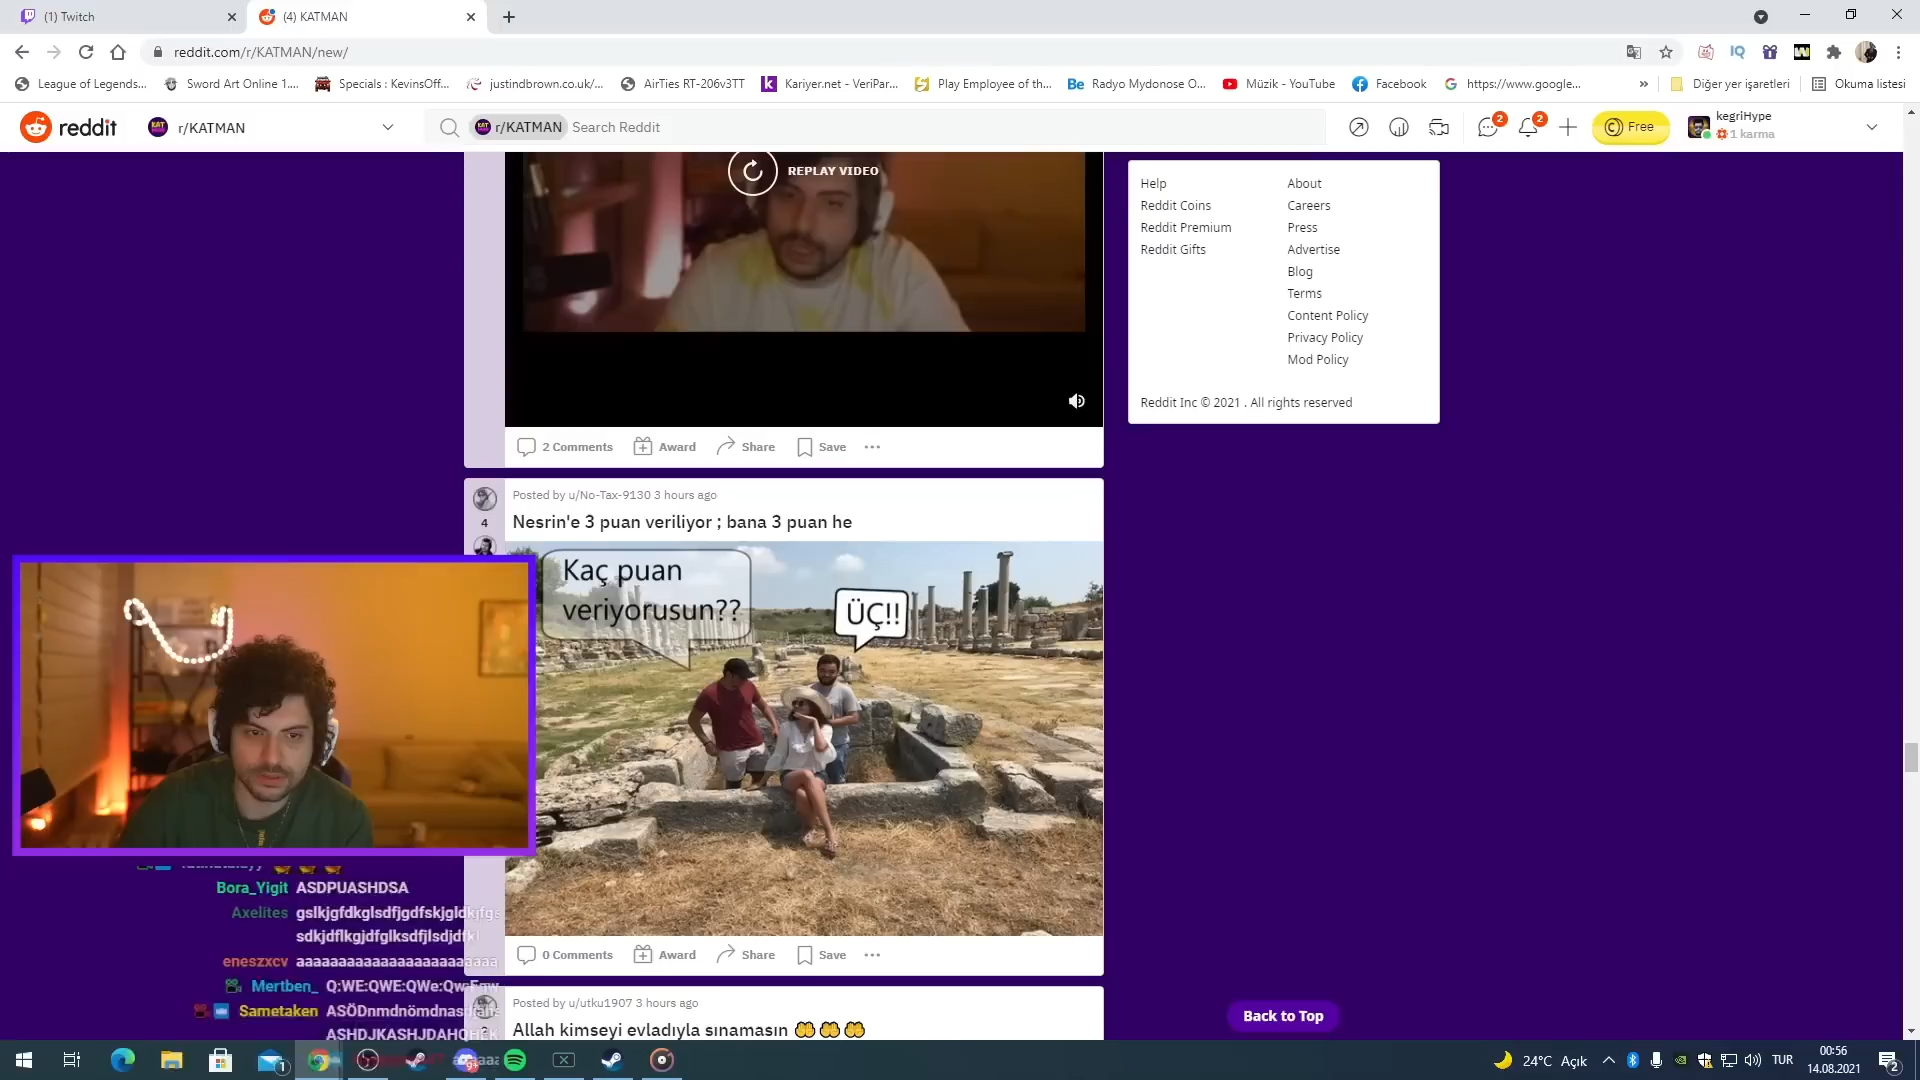 (1) Twitch
(4) KATMAN
reddit.com/r/KATMAN/new/
League of Legends...
Sword Art Online 1....
Specials : KevinsOff...
justindbrown.co.uk/...
AirTies RT-206v3TT
Kariyer.net - VeriPar...
Play Employee of th...
Radyo Mydonose O...
Müzik - YouTube
Facebook
https://www.google...
»
Diğer yer işaretleri
Okuma listesi
reddit
r/KATMAN
r/KATMAN
Search Reddit
2
2
Free
kegriHype
1 karma
REPLAY VIDEO
Help
Reddit Coins
Reddit Premium
Reddit Gifts
About
Careers
Press
Advertise
Blog
Terms
Content Policy
Privacy Policy
Mod Policy
Reddit Inc © 2021 . All rights reserved
2 Comments
Award
Share
Save
Posted by u/No-Tax-9130 3 hours ago
4
Nesrin'e 3 puan veriliyor ; bana 3 puan he
Kaç puan
veriyorusun??
ÜÇ!!
0 Comments
Award
Share
Save
Bora_Yigit ASDPUASHDSA
Axelites
eneszxcv
Mertben_
Sametaken
Posted by u/utku1907 3 hours ago
Allah kimseyi evladıyla sınamasın 🤲🤲🤲
Back to Top
1
9+
24°C Açık
TUR
00:56
14.08.2021
2